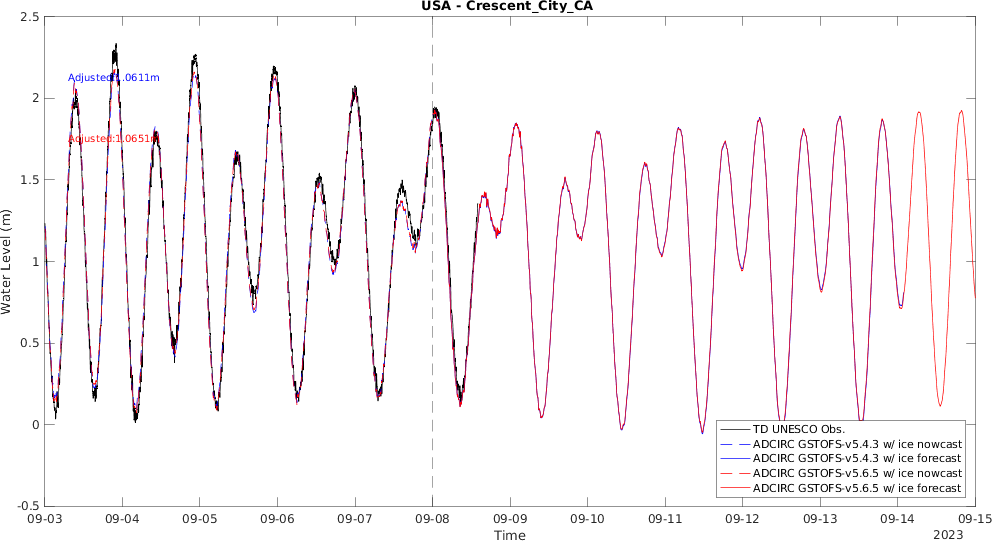 USA - Crescent_City_CA
2.5
2
1.5
1
0.5
0
-0.5
Water Level (m)
Adjusted:1.0611m
Adjusted:1.0651m
TD UNESCO Obs.
ADCIRC GSTOFS-v5.4.3 w/ ice nowcast
ADCIRC GSTOFS-v5.4.3 w/ ice forecast
ADCIRC GSTOFS-v5.6.5 w/ ice nowcast
ADCIRC GSTOFS-v5.6.5 w/ ice forecast
09-03 09-04 09-05 09-06 09-07 09-08 09-09 09-10 09-11 09-12 09-13 09-14 09-15
Time
2023